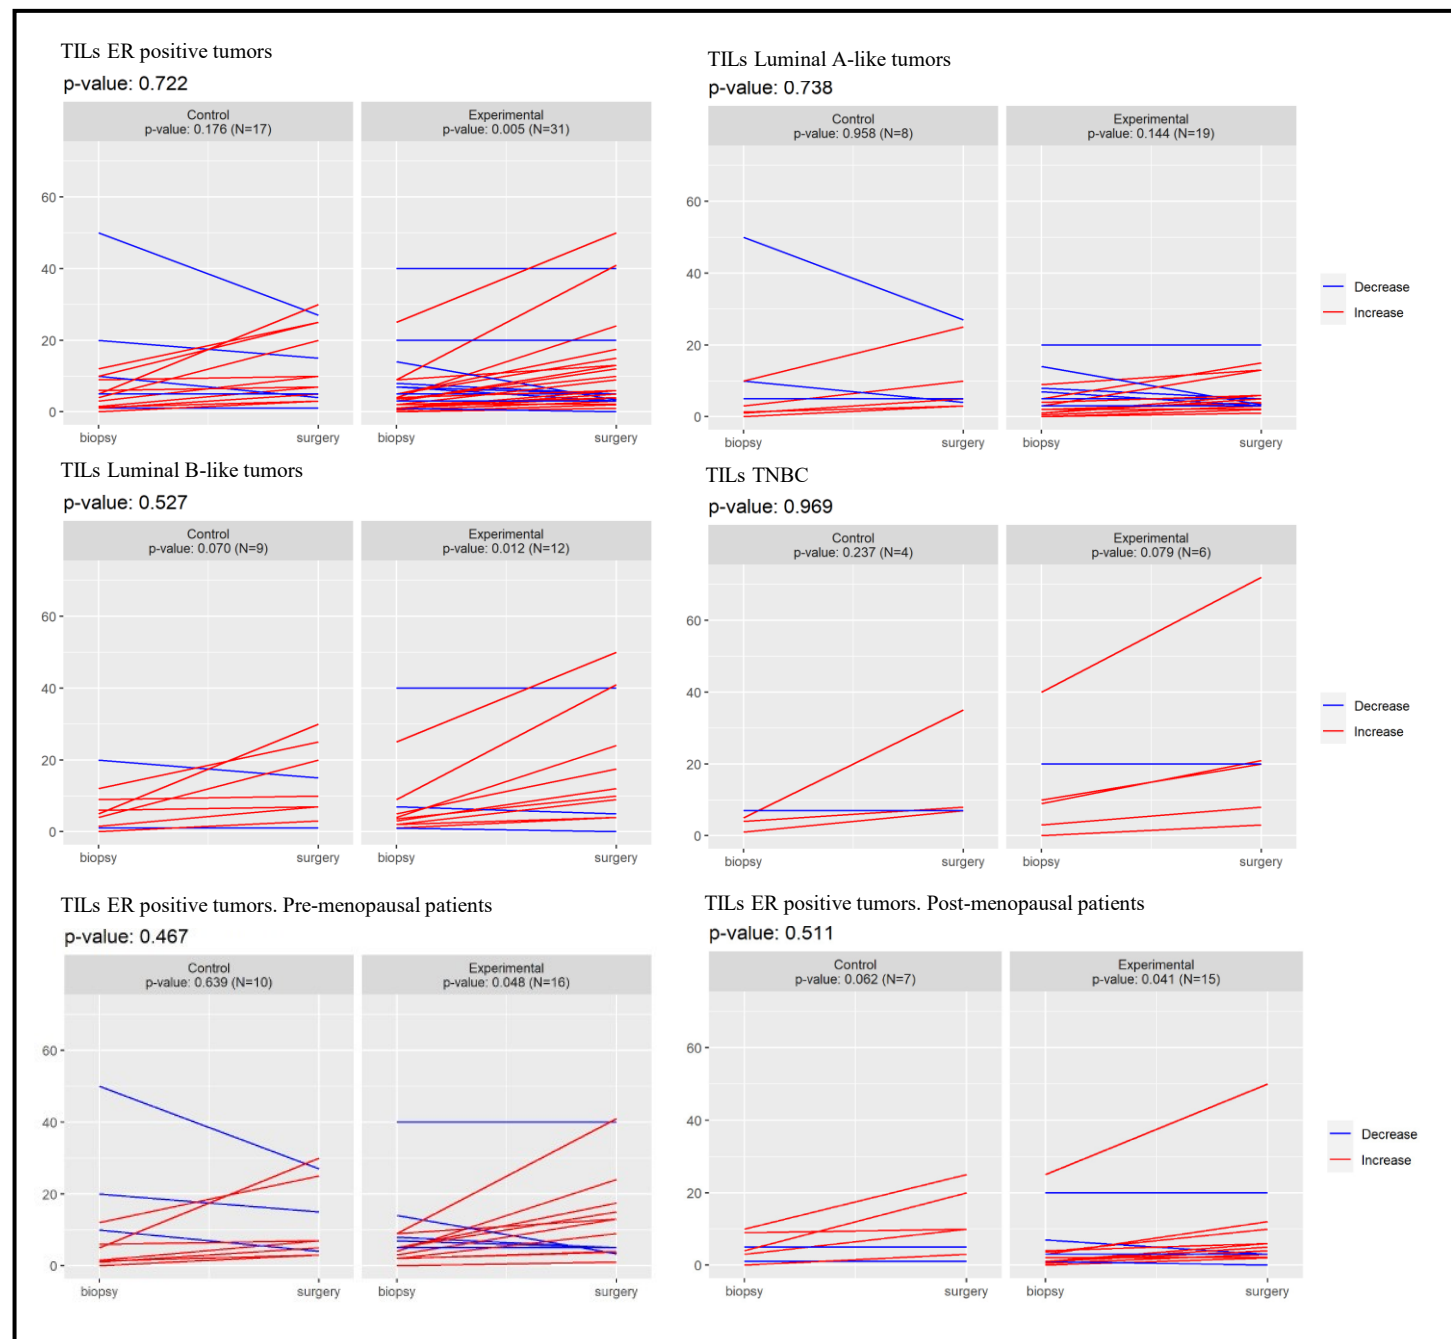 TILs ER positive tumors
p-value: 0.722
Control
p-value: 0.176 (N=17)
Experimental
p-value: 0.005 (N=31)
60
40
20
0
biopsy
surgery
biopsy
surgery
TILs Luminal A-like tumors
p-value: 0.738
Control
p-value: 0.958 (N=8)
Experimental
p-value: 0.144 (N=19)
60
40
20
0
biopsy
surgery
biopsy
surgery
Decrease
Increase
TILs Luminal B-like tumors
p-value: 0.527
Control
p-value: 0.070 (N=9)
Experimental
p-value: 0.012 (N=12)
60
40
20
0
biopsy
surgery
biopsy
surgery
TILs TNBC
p-value: 0.969
Control
p-value: 0.237 (N=4)
Experimental
p-value: 0.079 (N=6)
60
40
20
0
biopsy
surgery
biopsy
surgery
Decrease
Increase
TILs ER positive tumors. Pre-menopausal patients
p-value: 0.467
Control
p-value: 0.639 (N=10)
Experimental
p-value: 0.048 (N=16)
60
40
20
0
biopsy
surgery
biopsy
surgery
TILs ER positive tumors. Post-menopausal patients
p-value: 0.511
Control
p-value: 0.062 (N=7)
Experimental
p-value: 0.041 (N=15)
60
40
20
0
biopsy
surgery
biopsy
surgery
Decrease
Increase